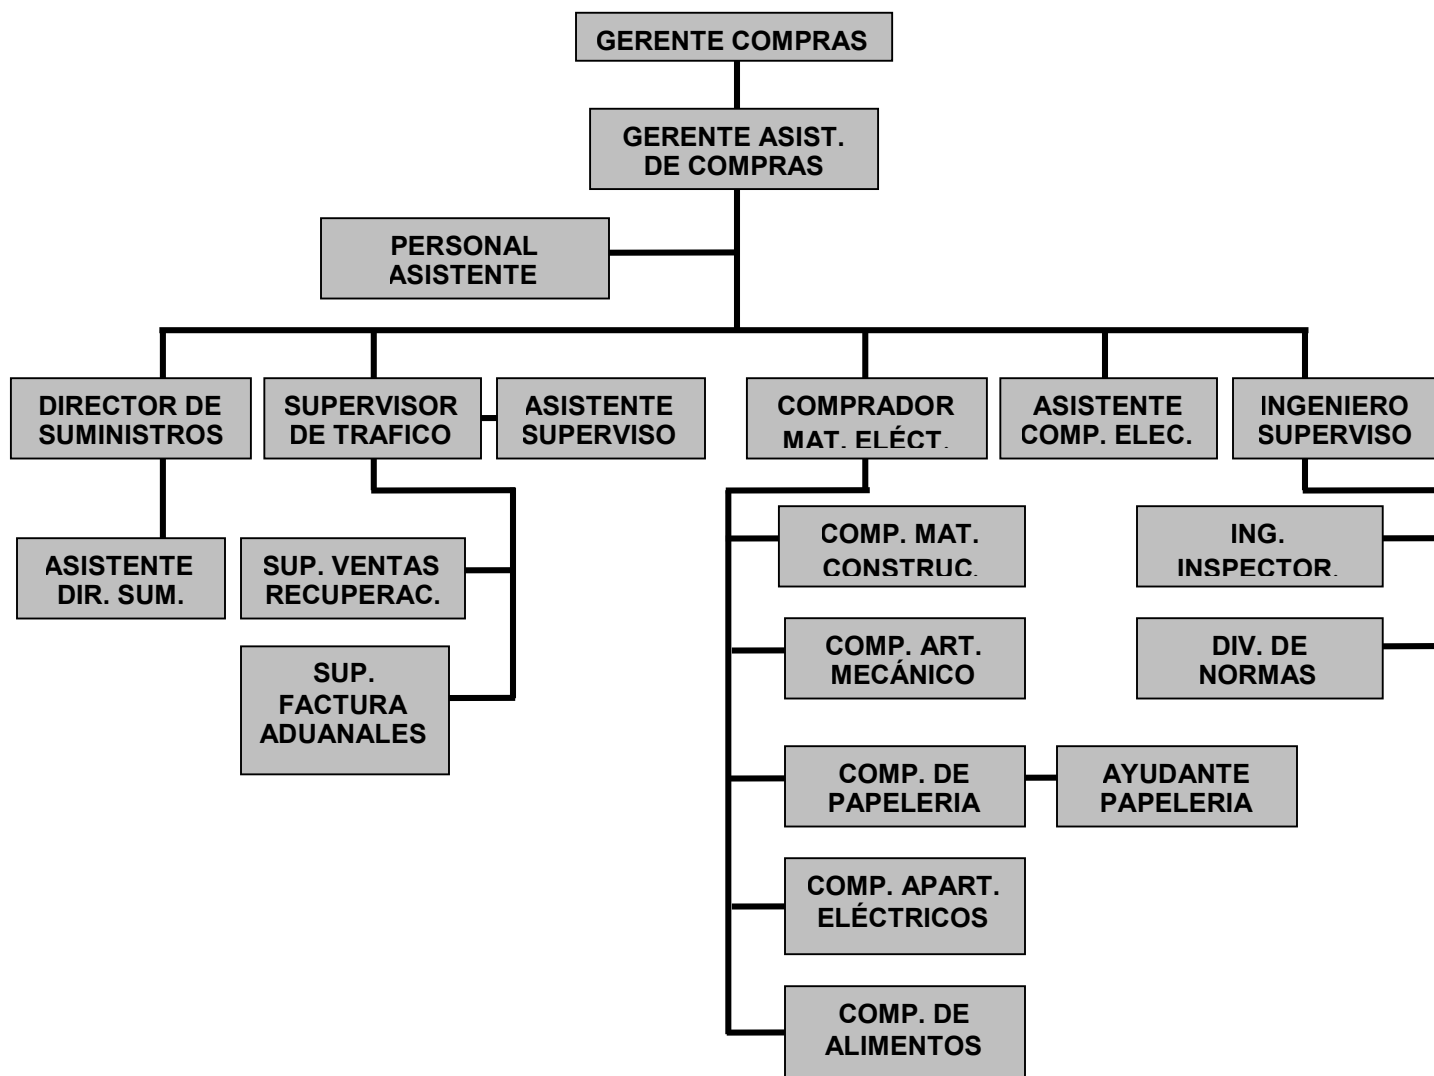 GERENTE COMPRAS
GERENTE ASIST.
DE COMPRAS
PERSONAL
ASISTENTE
DIRECTOR DE
SUMINISTROS
SUPERVISOR
DE TRAFICO
ASISTENTE
SUPERVISO
COMPRADOR
MAT. ELÉCT.
ASISTENTE
COMP. ELEC.
INGENIERO
SUPERVISO
ASISTENTE
DIR. SUM.
SUP. VENTAS
RECUPERAC.
SUP.
FACTURA
ADUANALES
COMP. MAT.
CONSTRUC.
ING.
INSPECTOR.
COMP. ART.
MECÁNICO
DIV. DE
NORMAS
COMP. DE
PAPELERIA
AYUDANTE
PAPELERIA
COMP. APART.
ELÉCTRICOS
COMP. DE
ALIMENTOS